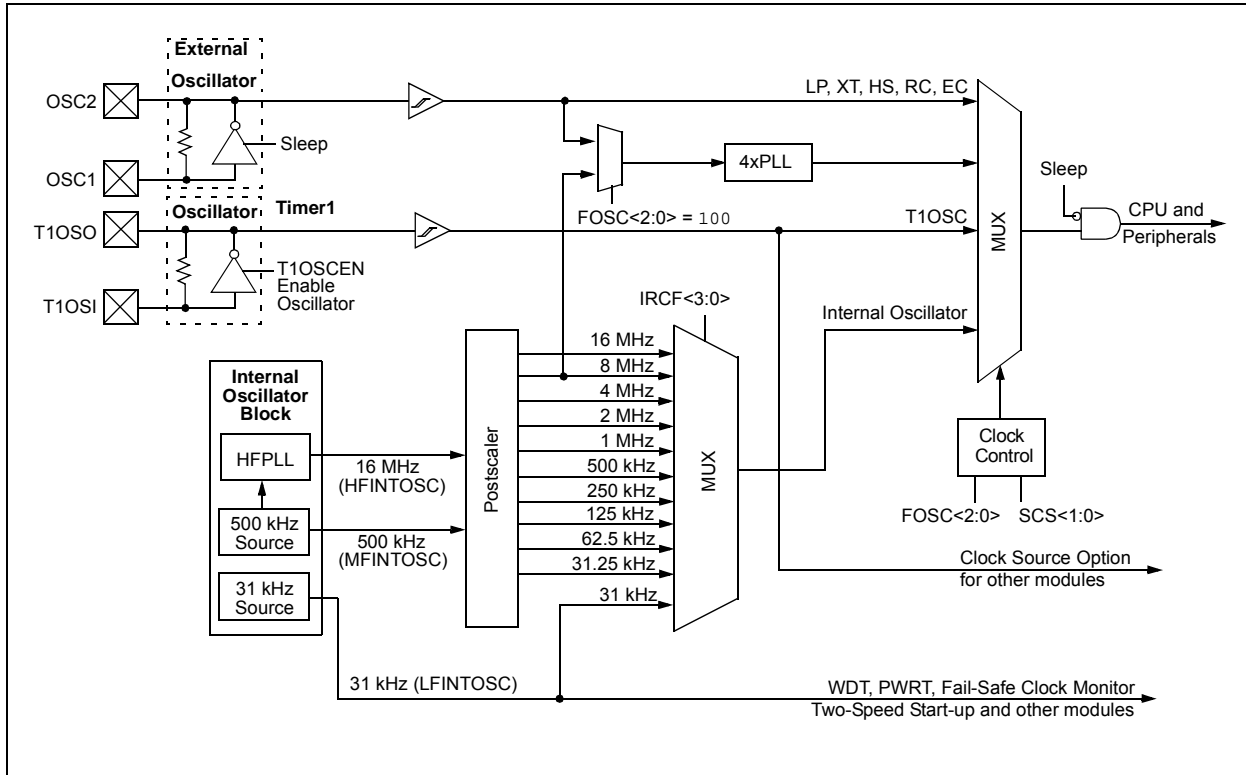 External
Oscillator
OSC2
Sleep
OSC1
LP, XT, HS, RC, EC
4xPLL
FOSC<2:0> = 100
Sleep
CPU and
Peripherals
MUX
Oscillator
Timer1
T1OSO
T1OSCEN
Enable
Oscillator
T1OSI
T1OSC
IRCF<3:0>
Internal Oscillator
Internal
Oscillator
Block
HFPLL
500 kHz
Source
31 kHz
Source
16 MHz
(HFINTOSC)
500 kHz
(MFINTOSC)
Postscaler
16 MHz
8 MHz
4 MHz
2 MHz
1 MHz
500 kHz
250 kHz
125 kHz
62.5 kHz
31.25 kHz
31 kHz
MUX
Clock
Control
FOSC<2:0>
SCS<1:0>
Clock Source Option
for other modules
31 kHz (LFINTOSC)
WDT, PWRT, Fail-Safe Clock Monitor
Two-Speed Start-up and other modules